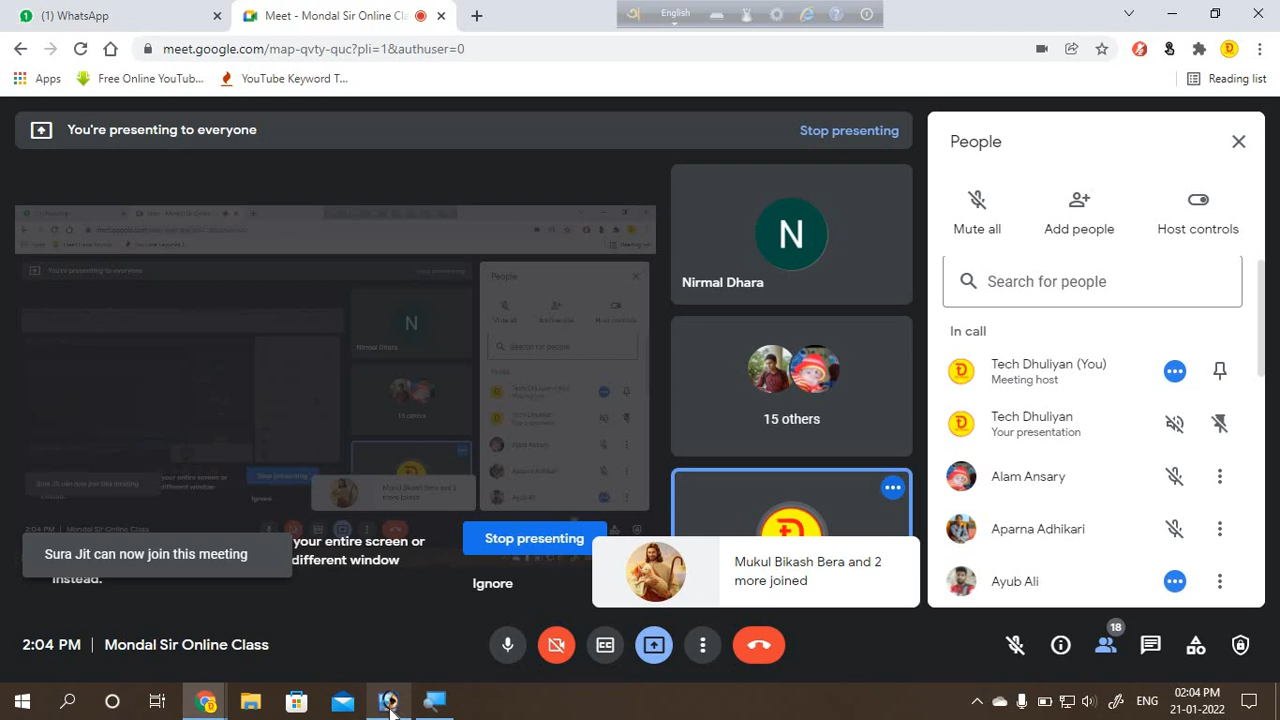 (1) WhatsApp
Meet - Mondal Sir Online Cla
English
meet.google.com/map-qvty-quc?pli=1&authuser=0
Apps
Free Online YouTub...
YouTube Keyword T...
Reading list
You're presenting to everyone
Stop presenting
N
Nirmal Dhara
15 others
Sura Jit can now join this meeting
your entire screen or
different window
instead.
Stop presenting
Ignore
Mukul Bikash Bera and 2
more joined
People
Mute all
Add people
Host controls
Search for people
In call
Tech Dhuliyan (You)
Meeting host
Tech Dhuliyan
Your presentation
Alam Ansary
Aparna Adhikari
Ayub Ali
2:04 PM | Mondal Sir Online Class
18
ENG
02:04 PM
21-01-2022